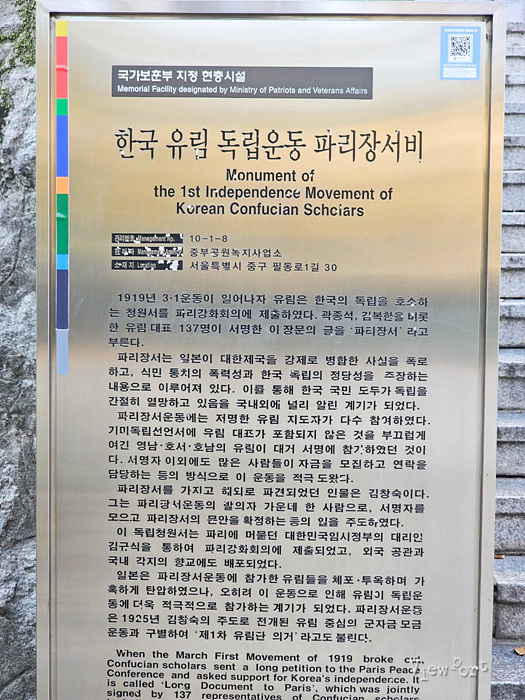 국가보훈부 지정 현충시설
Memorial Facility designated by Ministry of Patriots and Veterans Affairs
한국 유림 독립운동 파리장서비
Monument of
the 1st Independence Movement of
Korean Confucian Scholars
관리번호 Management No. 10-1-8
관리자 중부공원녹지사업소
소재지 Location 서울특별시 중구 필동로1길 30
1919년 3·1운동이 일어나자 유림은 한국의 독립을 호소하
는 청원서를 파리강화회의에 제출하였다. 곽종석, 김복한을 비롯
한 유림 대표 137명이 서명한 이 장문의 글을 '파리장서' 라고
부른다.
파리장서는 일본이 대한제국을 강제로 병합한 사실을 폭로
하고, 식민 통치의 폭력성과 한국 독립의 정당성을 주장하는
내용으로 이루어져 있다. 이를 통해 한국 국민 모두가 독립을
간절히 열망하고 있음을 국내외에 널리 알린 계기가 되었다.
파리장서운동에는 저명한 유림 지도자가 다수 참여하였다.
기미독립선언서에 유림 대표가 포함되지 않은 것을 부끄럽게
여긴 영남·호서·호남의 유림이 대거 서명에 참가하였던 것이
다. 서명자 이외에도 많은 사람들이 자금을 모집하고 연락을
담당하는 등의 방식으로 이 운동을 적극 도왔다.
파리장서를 가지고 해외로 파견되었던 인물은 김창숙이다.
그는 파리장서운동의 발의자 가운데 한 사람으로, 서명자를
모으고 파리장서의 문안을 확정하는 등의 일을 주도하였다.
이 독립청원서는 파리에 머물던 대한민국임시정부의 대리인
김규식을 통하여 파리강화회의에 제출되었고, 외국 공관과
국내 각지의 향교에도 배포되었다.
일본은 파리장서운동에 참가한 유림들을 체포·투옥하며 가
혹하게 탄압하였으나, 오히려 이 운동으로 인해 유림이 독립운
동에 더욱 적극적으로 참가하는 계기가 되었다. 파리장서운동
은 1925년 김창숙의 주도로 전개된 유림 중심의 군자금 모금
운동과 구별하여 '제1차 유림단 의거' 라고도 불린다.
When the March First Movement of 1919 broke out,
Confucian scholars sent a long petition to the Paris Peace
Conference and asked support for Korea's independence. It
is called 'Long Document to Paris', which was jointly
signed by 137 representatives of Confucian scholars
ViewPort